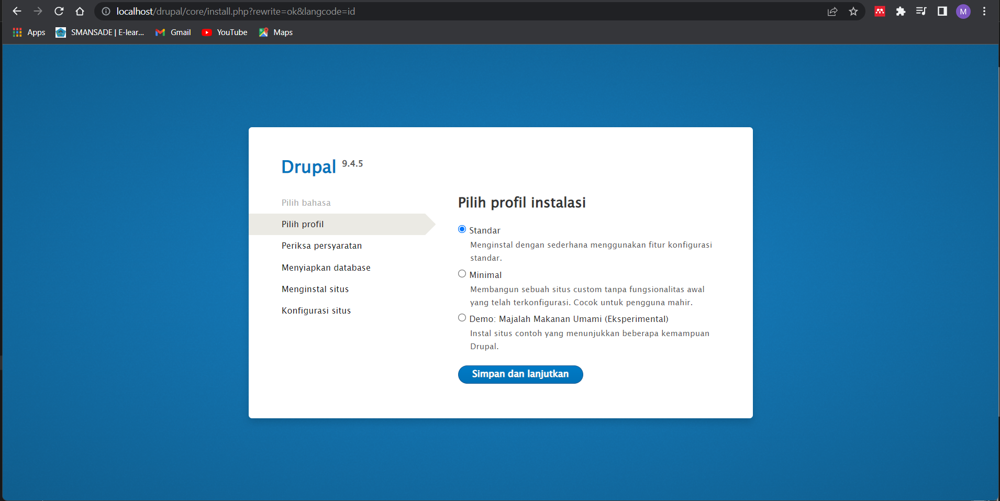 localhost/drupal/core/install.php?rewrite=ok&langcode=id
M
Apps
SMANSADE | E-lear...
Gmail
YouTube
Maps
Drupal 9.4.5
Pilih bahasa
Pilih profil
Periksa persyaratan
Menyiapkan database
Menginstal situs
Konfigurasi situs
Pilih profil instalasi
Standar
Menginstal dengan sederhana menggunakan fitur konfigurasi
standar.
Minimal
Membangun sebuah situs custom tanpa fungsionalitas awal
yang telah terkonfigurasi. Cocok untuk pengguna mahir.
Demo: Majalah Makanan Umami (Eksperimental)
Instal situs contoh yang menunjukkan beberapa kemampuan
Drupal.
Simpan dan lanjutkan